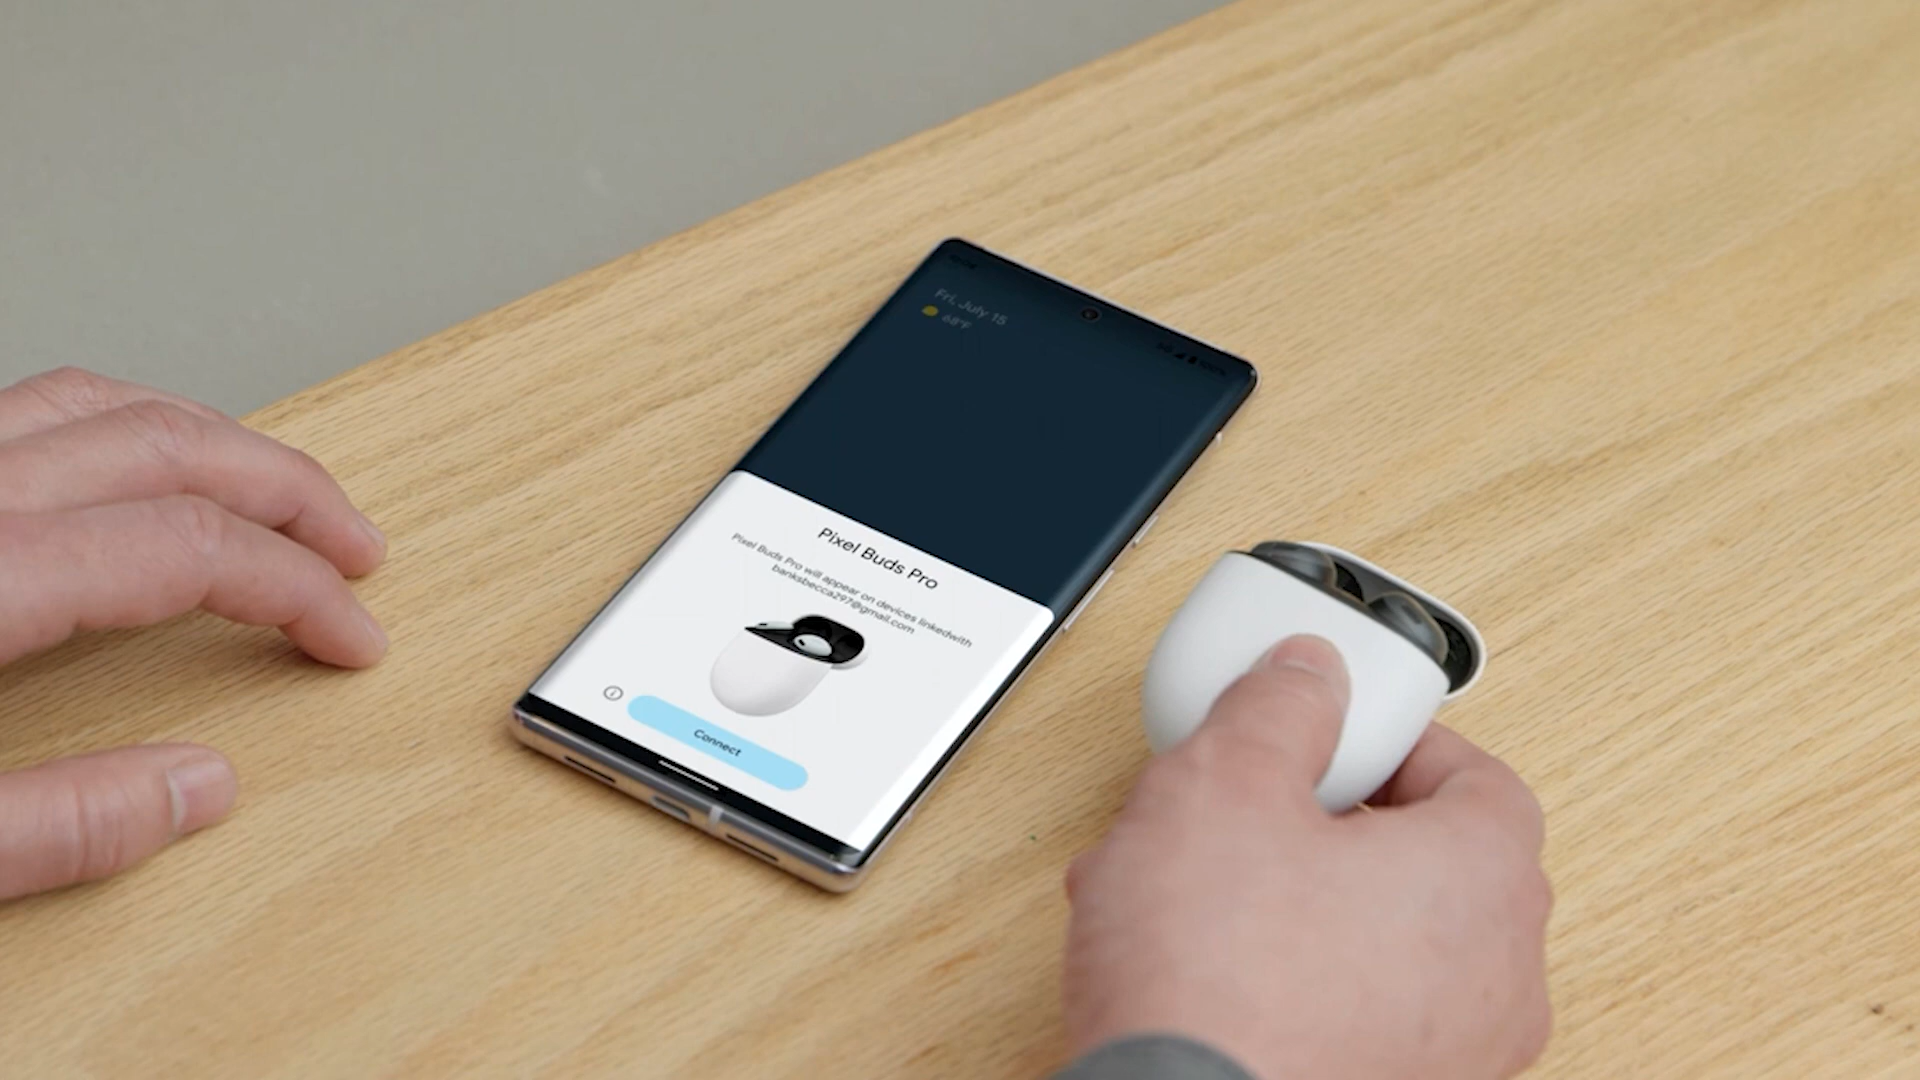 Fri, July 15
68°F
Pixel Buds Pro
Pixel Buds Pro will appear on devices linkedwith
banksbecca297@gmail.com
Connect